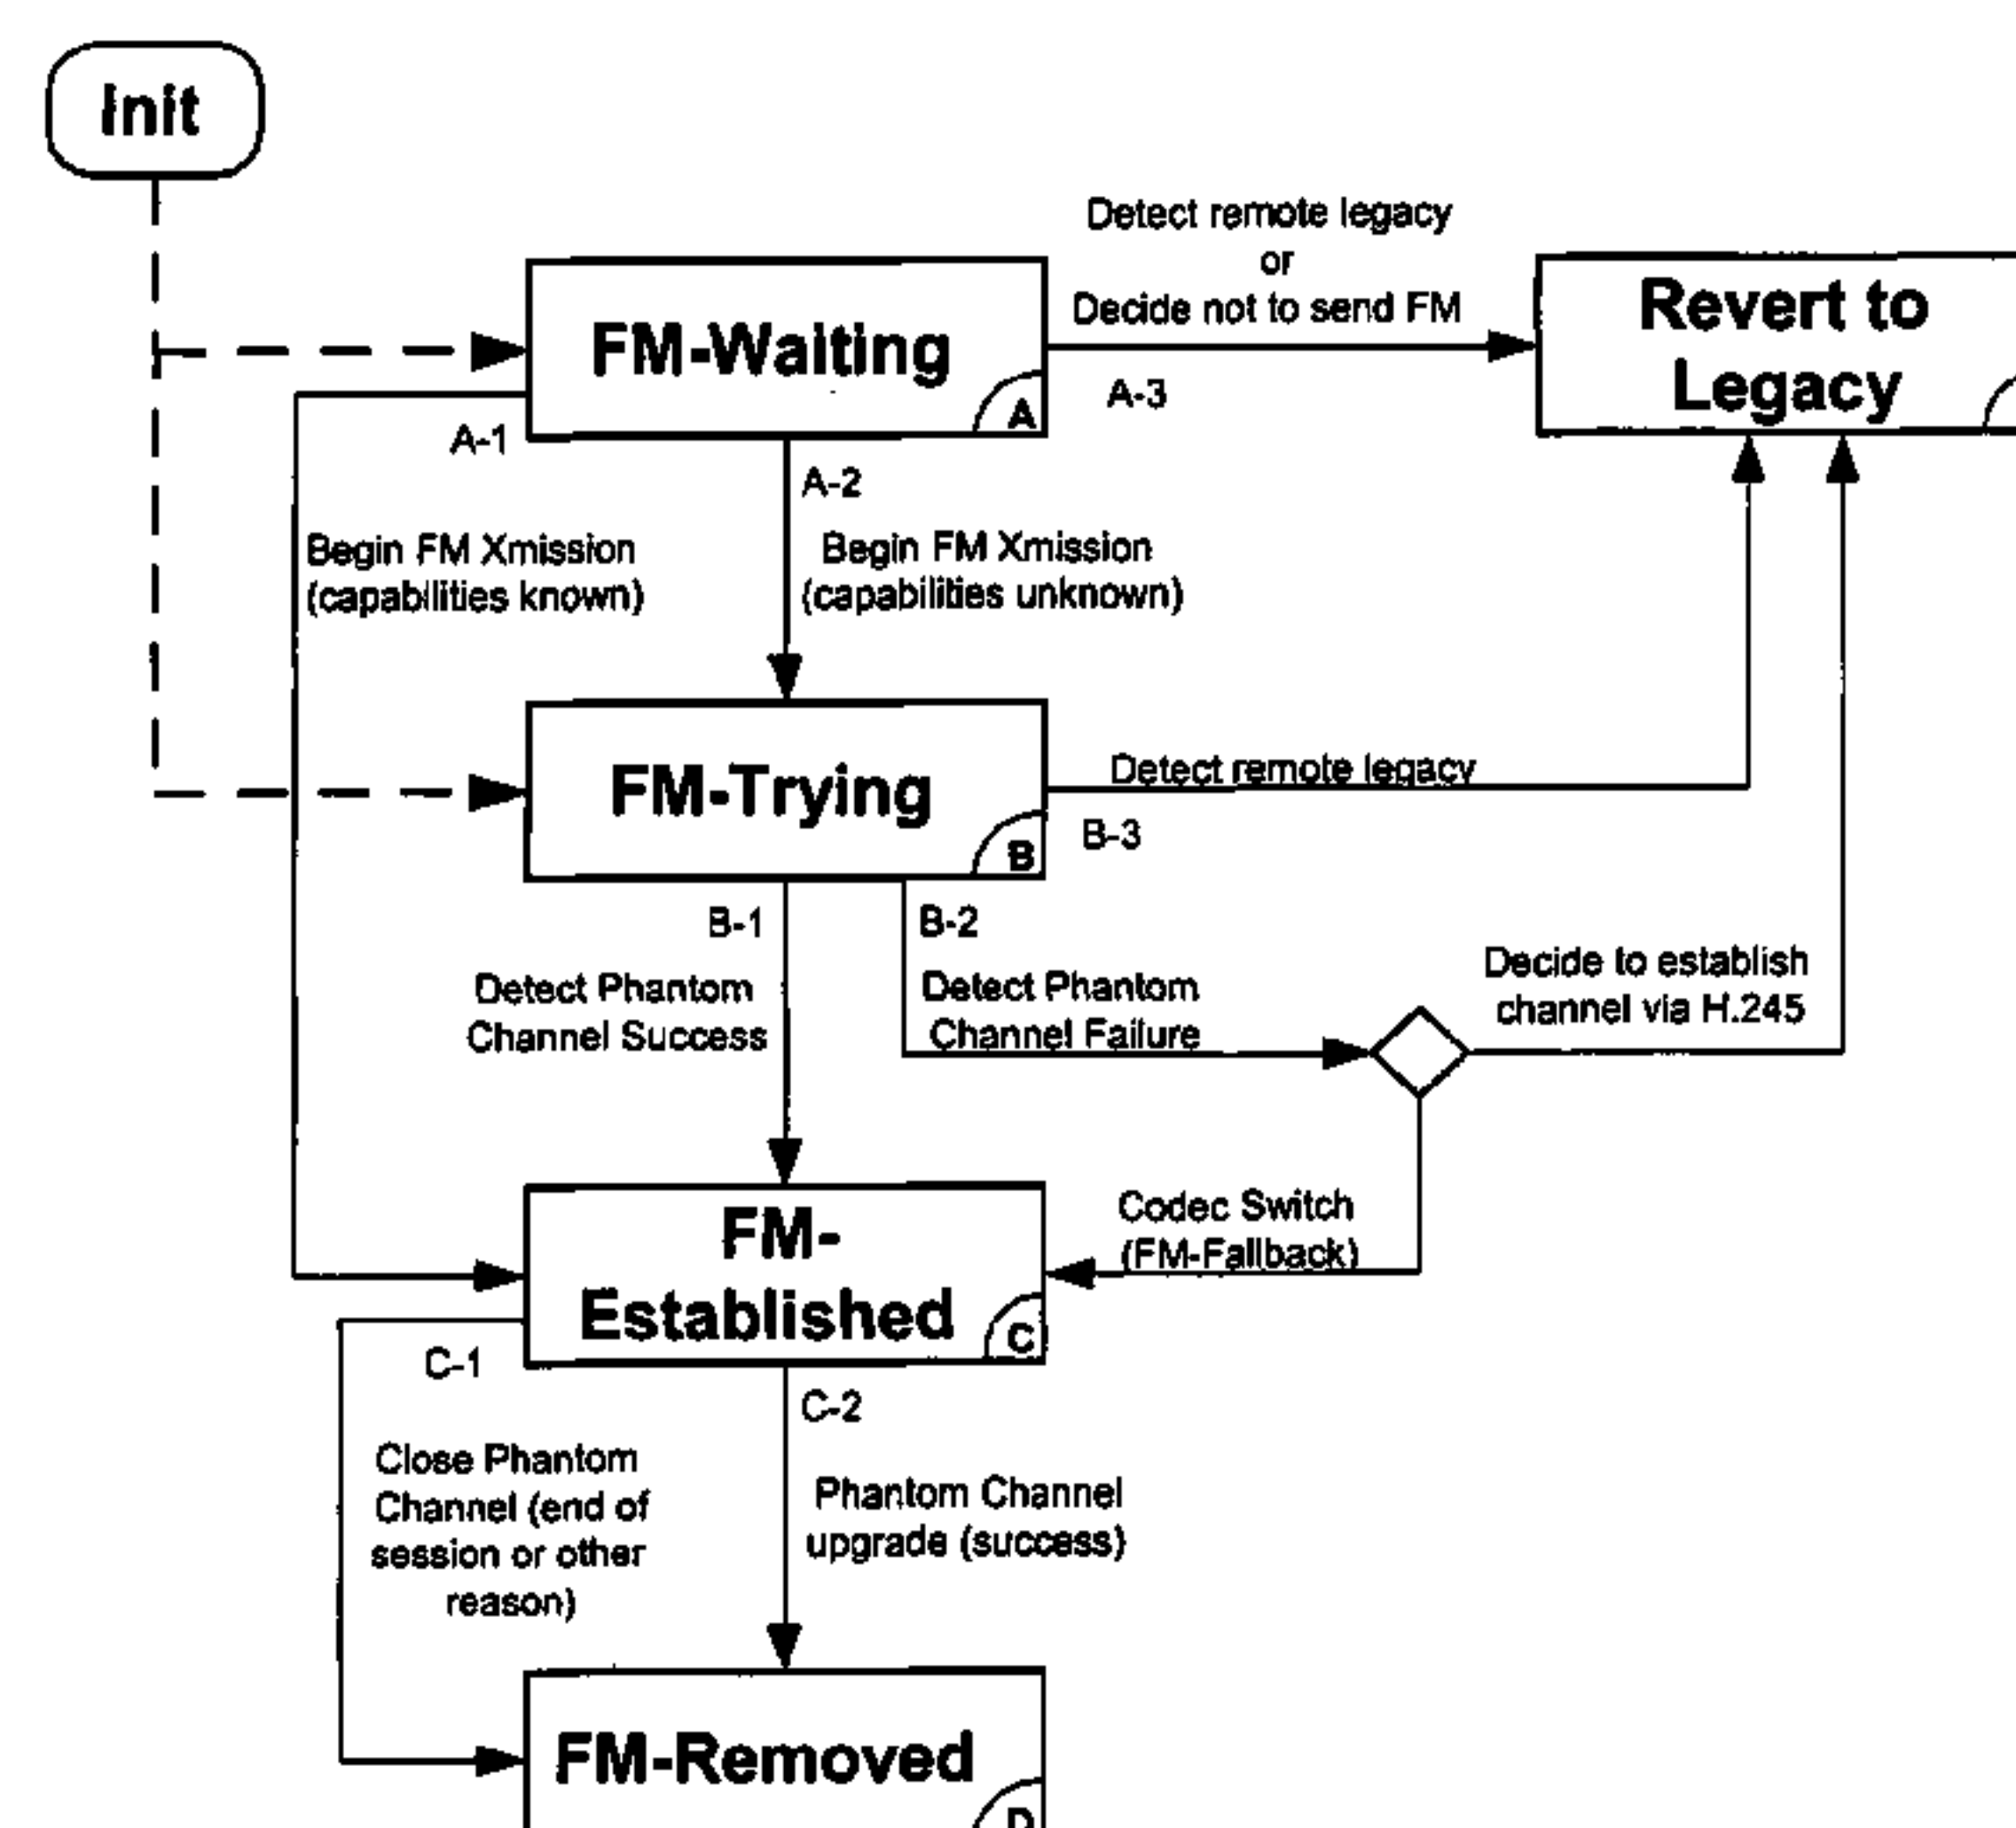 Init
Detect remote legacy
or
Decide not to send FM
Revert to
Legacy
FM-Waiting
A
A-3
A-1
A-2
Begin FM Xmission
(capabilities known)
Begin FM Xmission
(capabilities unknown)
FM-Trying
B
Detect remote legacy
B-3
B-1
B-2
Detect Phantom
Channel Success
Detect Phantom
Channel Failure
Decide to establish
channel via H.245
Codec Switch
(FM-Fallback)
FM-
Established
C
C-1
C-2
Close Phantom
Channel (end of
session or other
reason)
Phantom Channel
upgrade (success)
FM-Removed
D